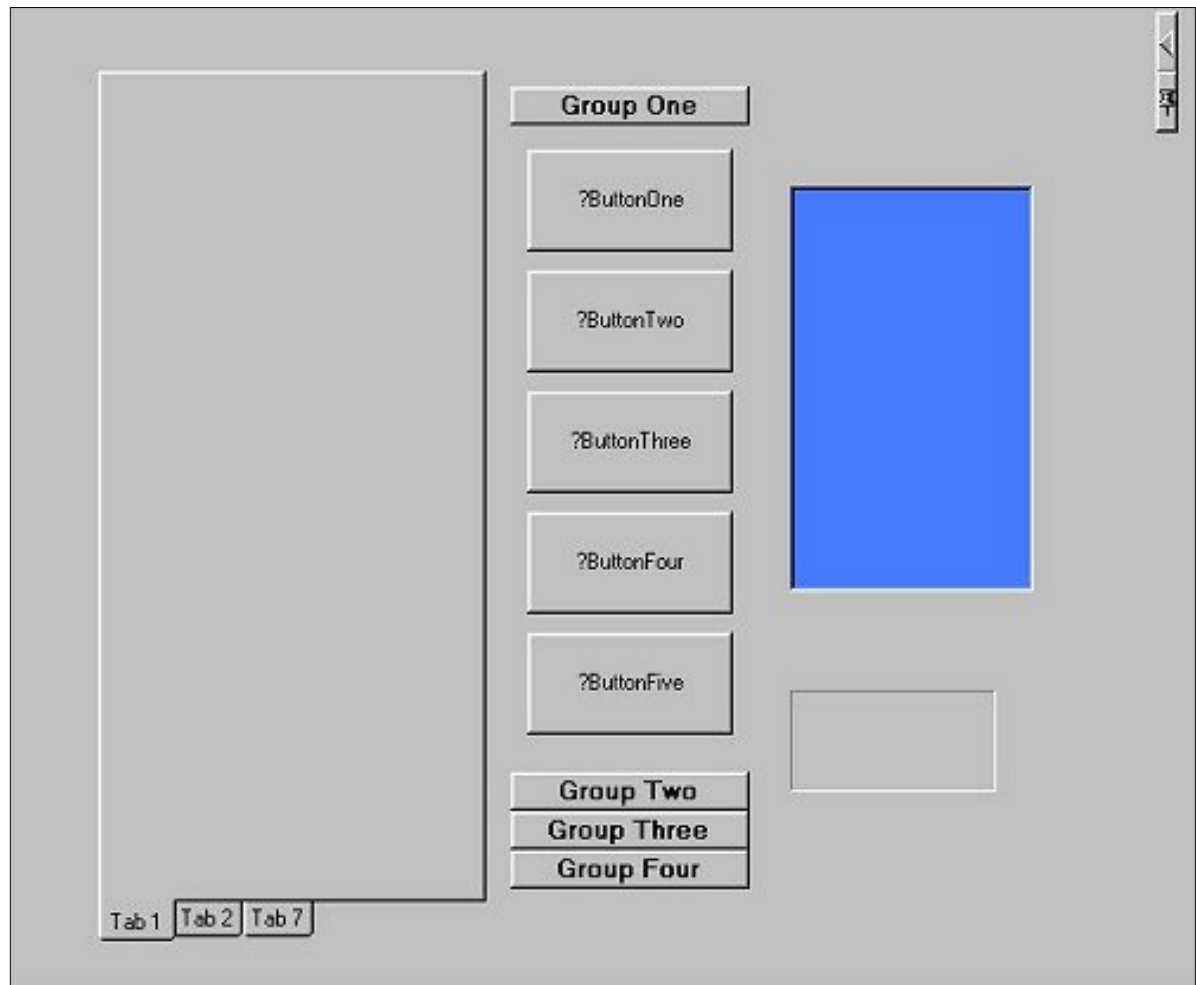 Group One
?ButtonOne
?ButtonTwo
?ButtonThree
?ButtonFour
?ButtonFive
Group Two
Group Three
Group Four
Tab 1 Tab 2 Tab 7